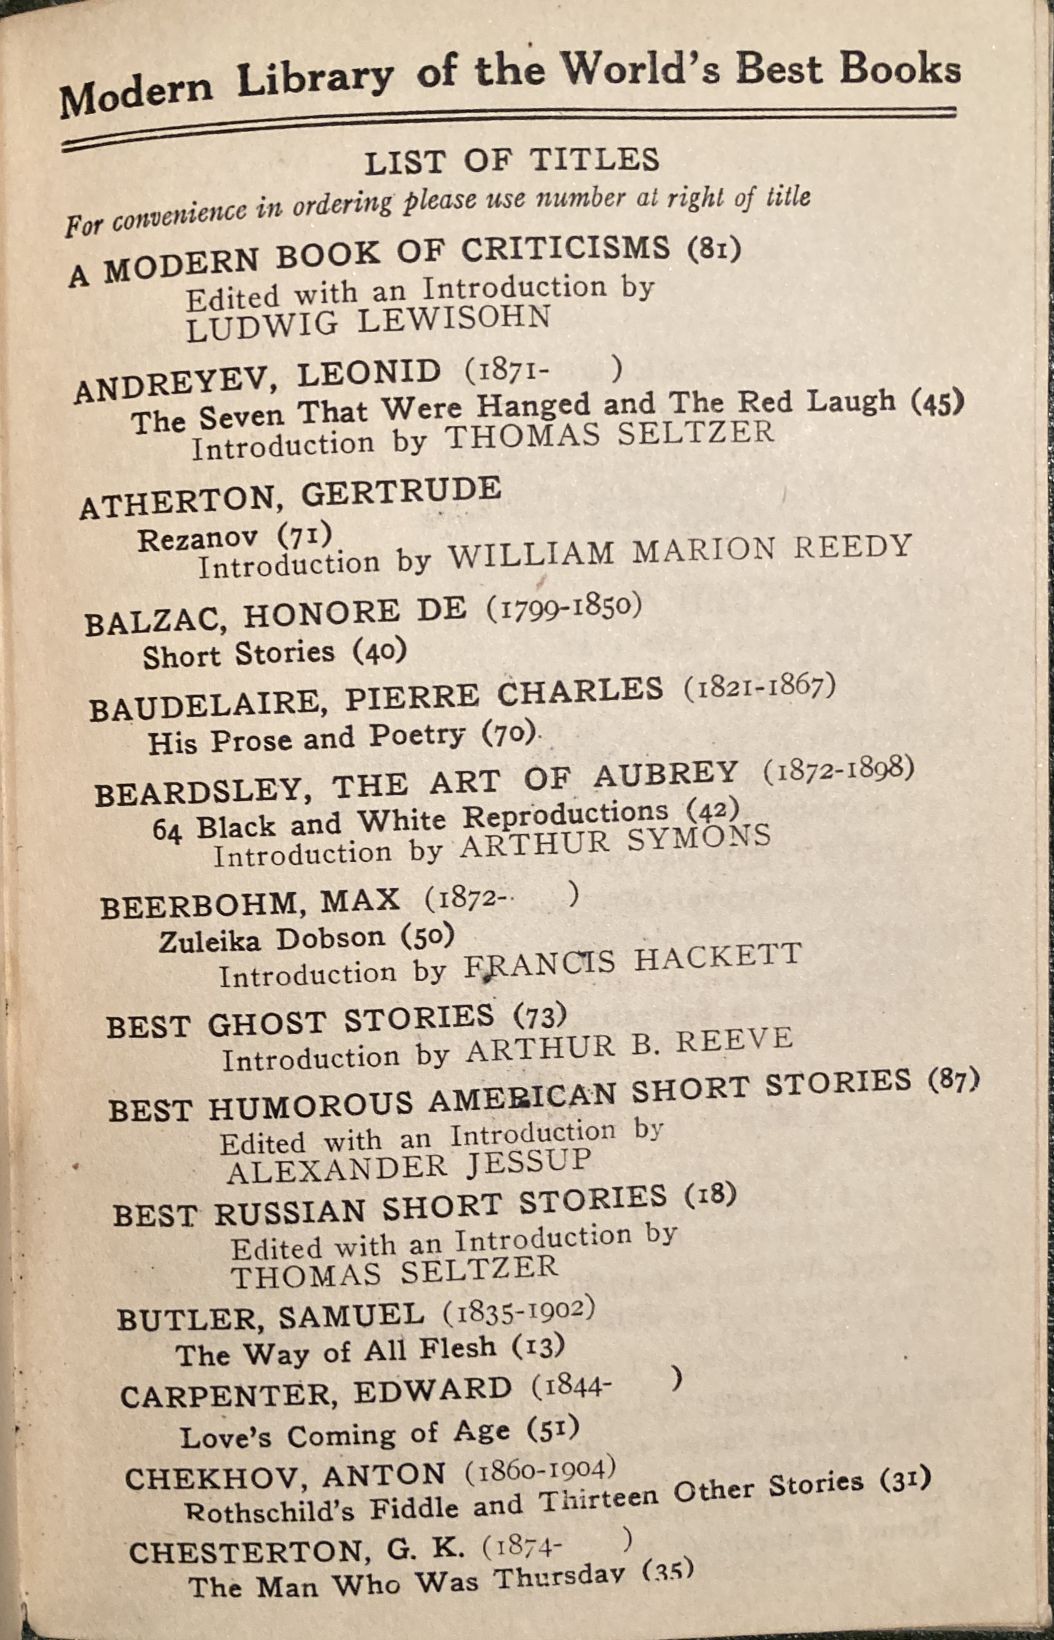 Modern Library of the World's Best Books
LIST OF TITLES
For convenience in ordering please use number at right of title
A MODERN BOOK OF CRITICISMS (81)
Edited with an Introduction by
LUDWIG LEWISOHN
ANDREYEV, LEONID (1871- )
The Seven That Were Hanged and The Red Laugh (45)
Introduction by THOMAS SELTZER
ATHERTON, GERTRUDE
Rezanov (71)
Introduction by WILLIAM MARION REEDY
BALZAC, HONORE DE (1799-1850)
Short Stories (40)
BAUDELAIRE, PIERRE CHARLES (1821-1867)
His Prose and Poetry (70)
BEARDSLEY, THE ART OF AUBREY (1872-1898)
64 Black and White Reproductions (42)
Introduction by ARTHUR SYMONS
BEERBOHM, MAX (1872- )
Zuleika Dobson (50)
Introduction by FRANCIS HACKETT
BEST GHOST STORIES (73)
Introduction by ARTHUR B. REEVE
BEST HUMOROUS AMERICAN SHORT STORIES (87)
Edited with an Introduction by
ALEXANDER JESSUP
BEST RUSSIAN SHORT STORIES (18)
Edited with an Introduction by
THOMAS SELTZER
BUTLER, SAMUEL (1835-1902)
The Way of All Flesh (13)
CARPENTER, EDWARD (1844- )
Love's Coming of Age (51)
CHEKHOV, ANTON (1860-1904)
Rothschild's Fiddle and Thirteen Other Stories (31)
CHESTERTON, G. K. (1874- )
The Man Who Was Thursday (35)